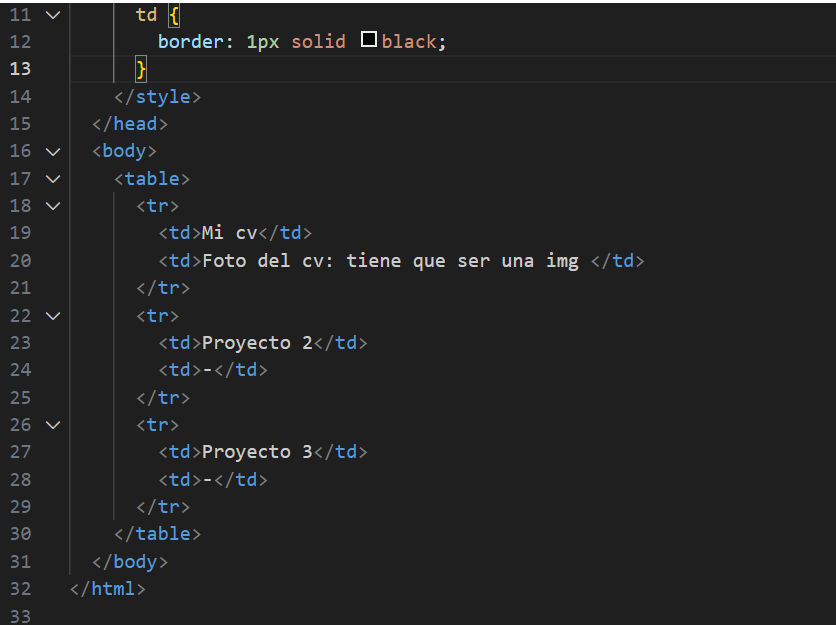 11 td {
12 border: 1px solid black;
13 }
14 </style>
15 </head>
16 <body>
17 <table>
18 <tr>
19 <td>Mi cv</td>
20 <td>Foto del cv: tiene que ser una img </td>
21 </tr>
22 <tr>
23 <td>Proyecto 2</td>
24 <td>-</td>
25 </tr>
26 <tr>
27 <td>Proyecto 3</td>
28 <td>-</td>
29 </tr>
30 </table>
31 </body>
32 </html>
33